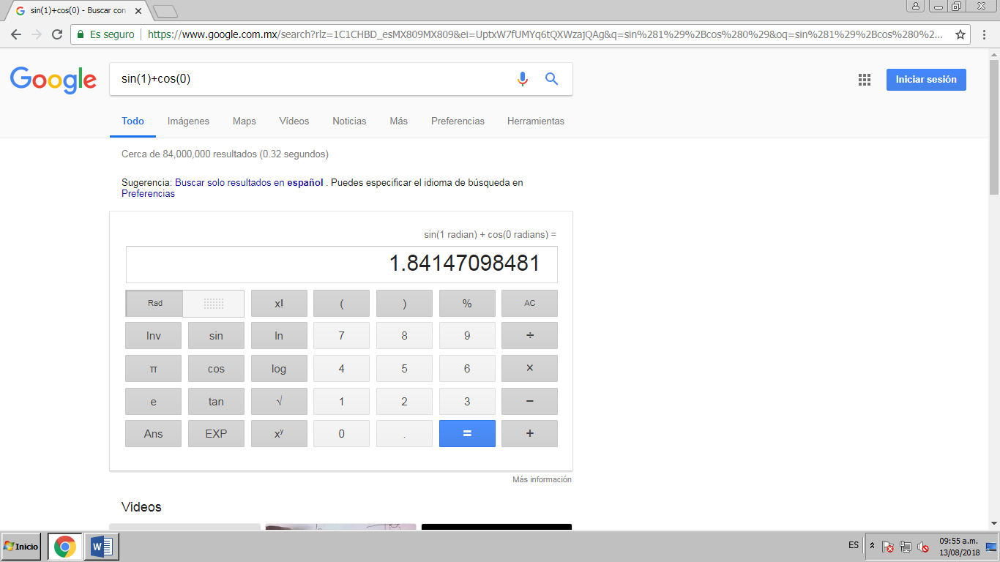 sin(1)+cos(0) - Buscar con
Es seguro
https://www.google.com.mx/search?rlz=1C1CHBD_esMX809MX809&ei=UptxW7fUMYq6tQXWzajQAg&q=sin%281%29%2Bcos%280%29&oq=sin%281%29%2Bcos%280%2...
Google
sin(1)+cos(0)
Iniciar sesión
Todo Imágenes Maps Vídeos Noticias Más Preferencias Herramientas
Cerca de 84,000,000 resultados (0.32 segundos)
Sugerencia: Buscar solo resultados en español . Puedes especificar el idioma de búsqueda en
Preferencias
sin(1 radian) + cos(0 radians) =
1.84147098481
Rad x! ( ) % AC
Inv sin ln 7 8 9 ÷
π cos log 4 5 6 ×
e tan √ 1 2 3 −
Ans EXP xʸ 0 . = +
Más información
Videos
Inicio
ES
09:55 a.m.
13/08/2018